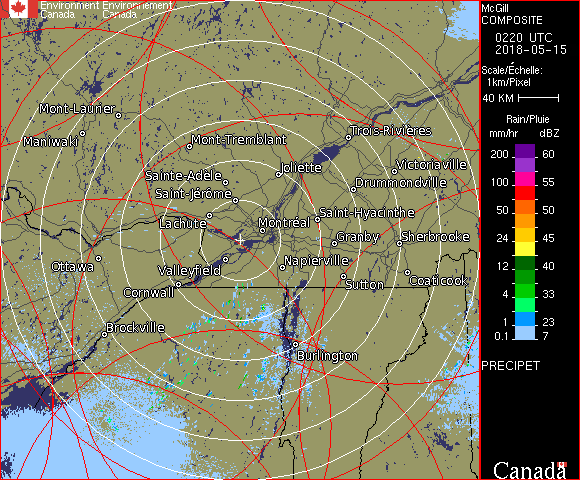 Environment Environnement
Canada Canada
McGill
COMPOSITE
0220 UTC
2018-05-15
Scale/Échelle:
1km/Pixel
40 KM
Rain/Pluie
mm/hr dBZ
200 60
100 55
50 50
24 45
12 40
4 33
1 23
0.1 7
PRECIPET
Canada
Mont-Laurier
Maniwaki
Mont-Tremblant
Trois-Rivières
Joliette
Victoriaville
Sainte-Adèle
Drummondville
Saint-Jérôme
Lachute
Saint-Hyacinthe
Montréal
Granby
Sherbrooke
Ottawa
Valleyfield
Napierville
Cornwall
Sutton
Coaticook
Brockville
Burlington